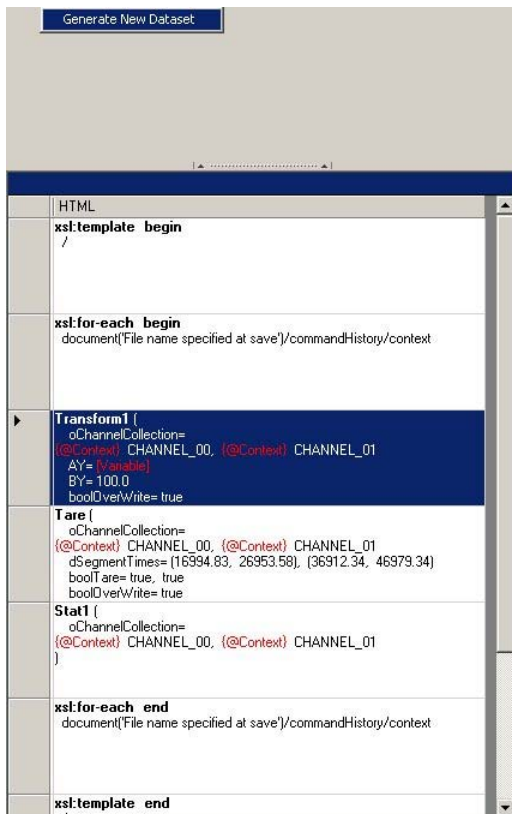 Generate New Dataset
HTML
xsl:template begin
/
xsl:for-each begin
document('File name specified at save')/commandHistory/context
Transform1 (
oChannelCollection=
{@Context} CHANNEL_00, {@Context} CHANNEL_01
AY= [Variable]
BY= 100.0
boolOverWrite= true
Tare (
oChannelCollection=
{@Context} CHANNEL_00, {@Context} CHANNEL_01
dSegmentTimes= (16994.83, 26953.58), (36912.34, 46979.34)
boolTare= true, true
boolOverWrite= true
Stat1 (
oChannelCollection=
{@Context} CHANNEL_00, {@Context} CHANNEL_01
)
xsl:for-each end
document('File name specified at save')/commandHistory/context
xsl:template end